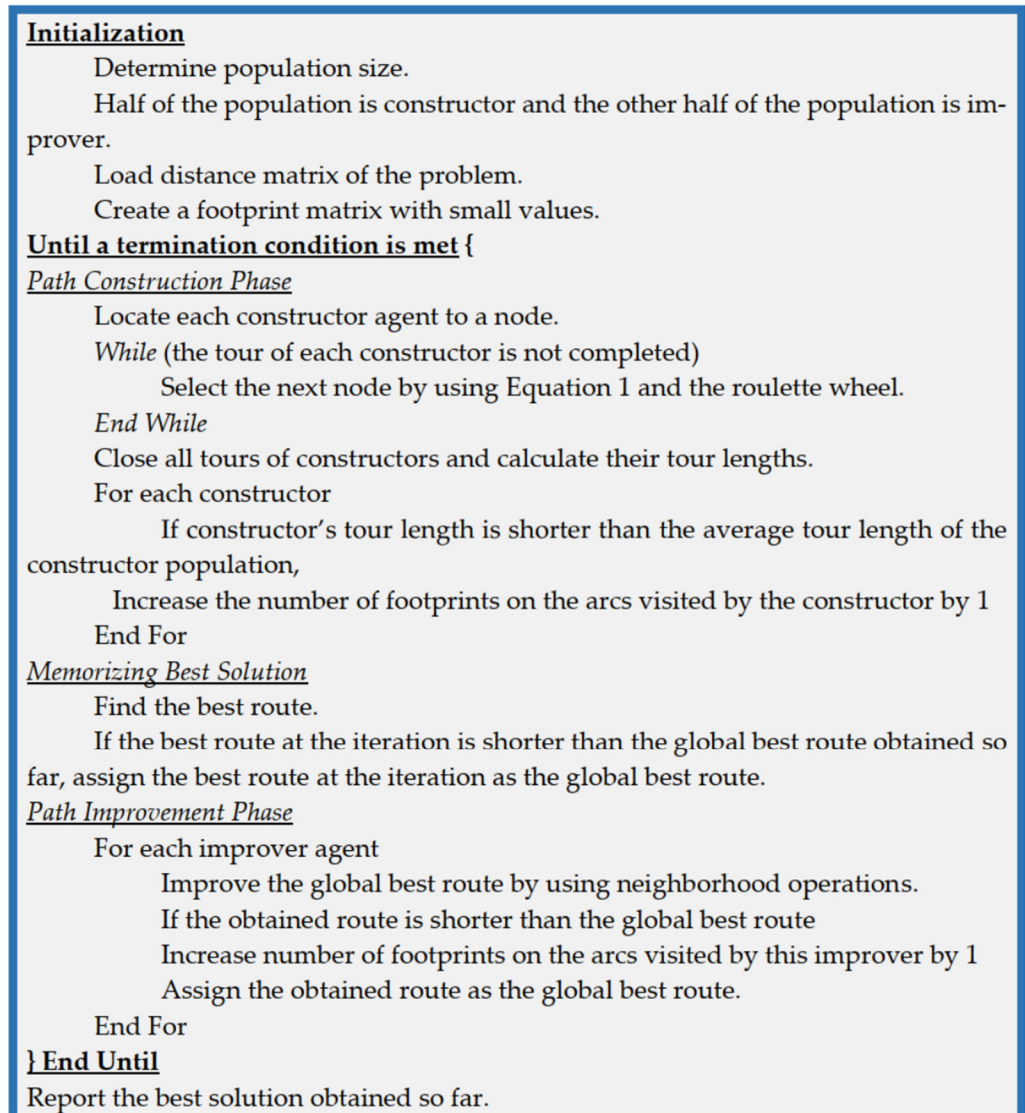 Initialization
Determine population size.
Half of the population is constructor and the other half of the population is im-
prover.
Load distance matrix of the problem.
Create a footprint matrix with small values.
Until a termination condition is met {
Path Construction Phase
Locate each constructor agent to a node.
While (the tour of each constructor is not completed)
Select the next node by using Equation 1 and the roulette wheel.
End While
Close all tours of constructors and calculate their tour lengths.
For each constructor
If constructor’s tour length is shorter than the average tour length of the
constructor population,
Increase the number of footprints on the arcs visited by the constructor by 1
End For
Memorizing Best Solution
Find the best route.
If the best route at the iteration is shorter than the global best route obtained so
far, assign the best route at the iteration as the global best route.
Path Improvement Phase
For each improver agent
Improve the global best route by using neighborhood operations.
If the obtained route is shorter than the global best route
Increase number of footprints on the arcs visited by this improver by 1
Assign the obtained route as the global best route.
End For
} End Until
Report the best solution obtained so far.